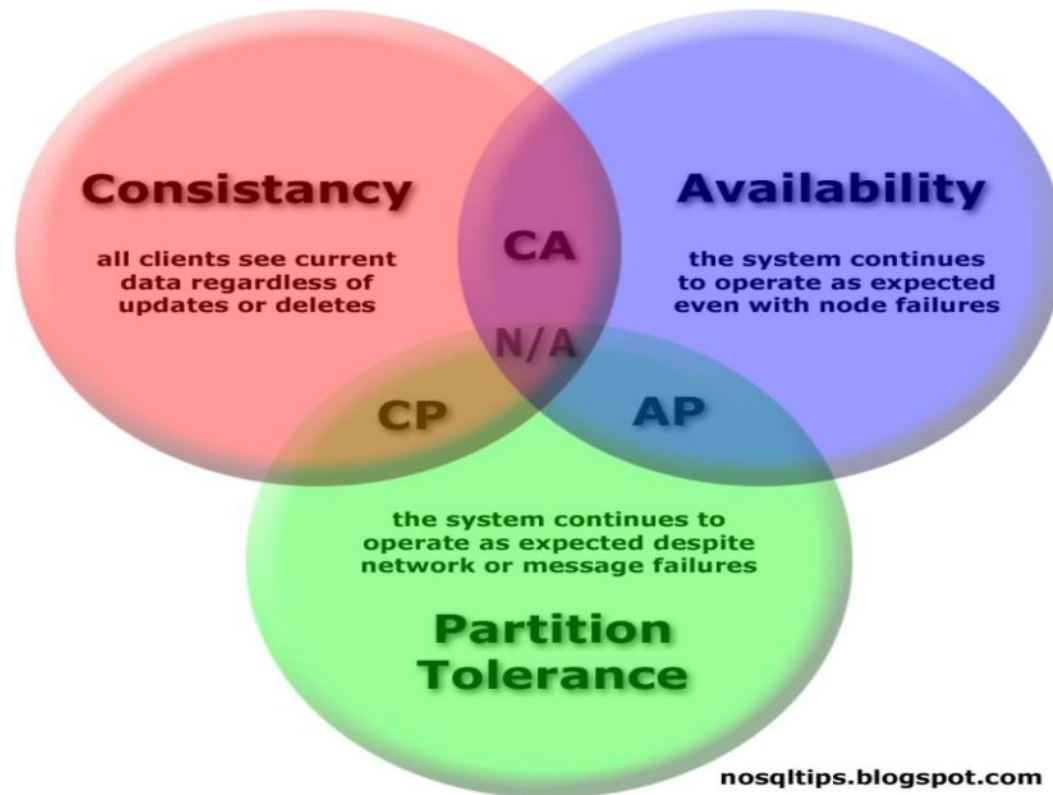 Consistancy
all clients see current
data regardless of
updates or deletes
Availability
the system continues
to operate as expected
even with node failures
CA
N/A
CP
AP
the system continues to
operate as expected despite
network or message failures
Partition
Tolerance
nosqltips.blogspot.com